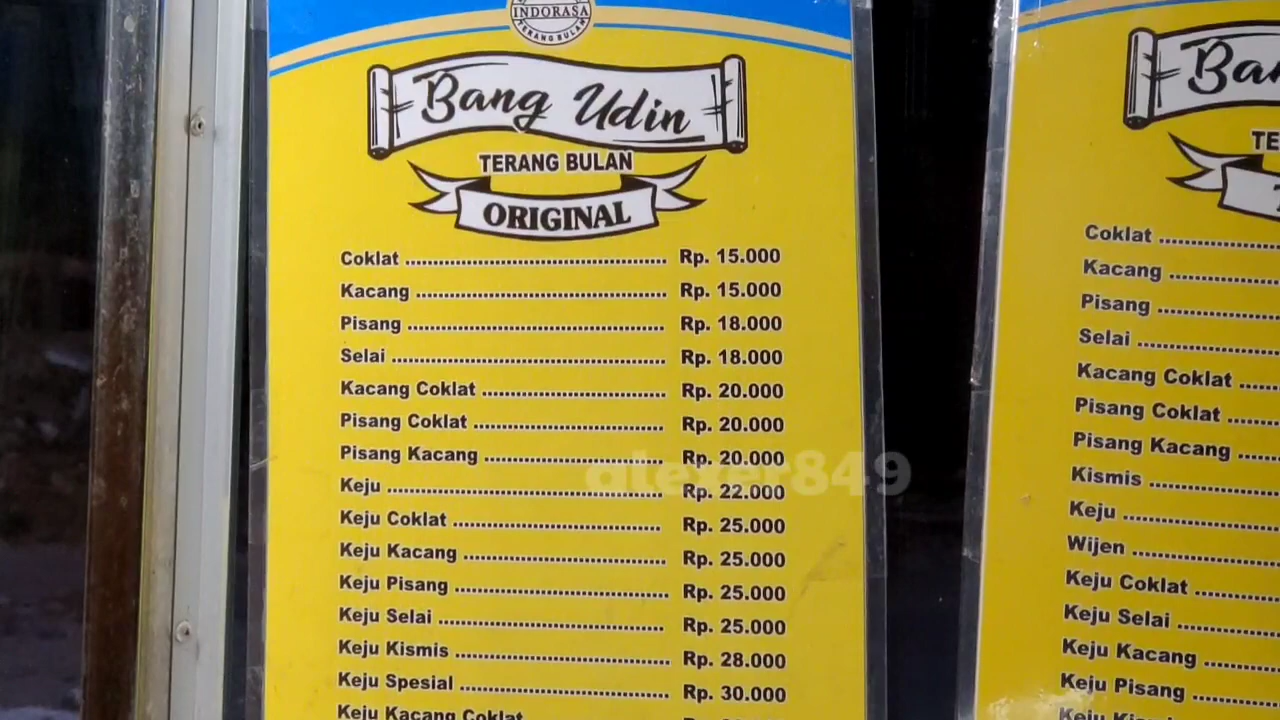 INDORASA
TERANG BULAN
Bang Udin
TERANG BULAN
ORIGINAL
Coklat ........ Rp. 15.000
Kacang ........ Rp. 15.000
Pisang ........ Rp. 18.000
Selai ........ Rp. 18.000
Kacang Coklat ........ Rp. 20.000
Pisang Coklat ........ Rp. 20.000
Pisang Kacang ........ Rp. 20.000
Keju ........ Rp. 22.000
Keju Coklat ........ Rp. 25.000
Keju Kacang ........ Rp. 25.000
Keju Pisang ........ Rp. 25.000
Keju Selai ........ Rp. 25.000
Keju Kismis ........ Rp. 28.000
Keju Spesial ........ Rp. 30.000
Keju Kacang Coklat
Coklat ........
Kacang ........
Pisang ........
Selai ........
Kacang Coklat ........
Pisang Coklat ........
Pisang Kacang ........
Kismis ........
Keju ........
Wijen ........
Keju Coklat ........
Keju Selai ........
Keju Kacang ........
Keju Pisang ........